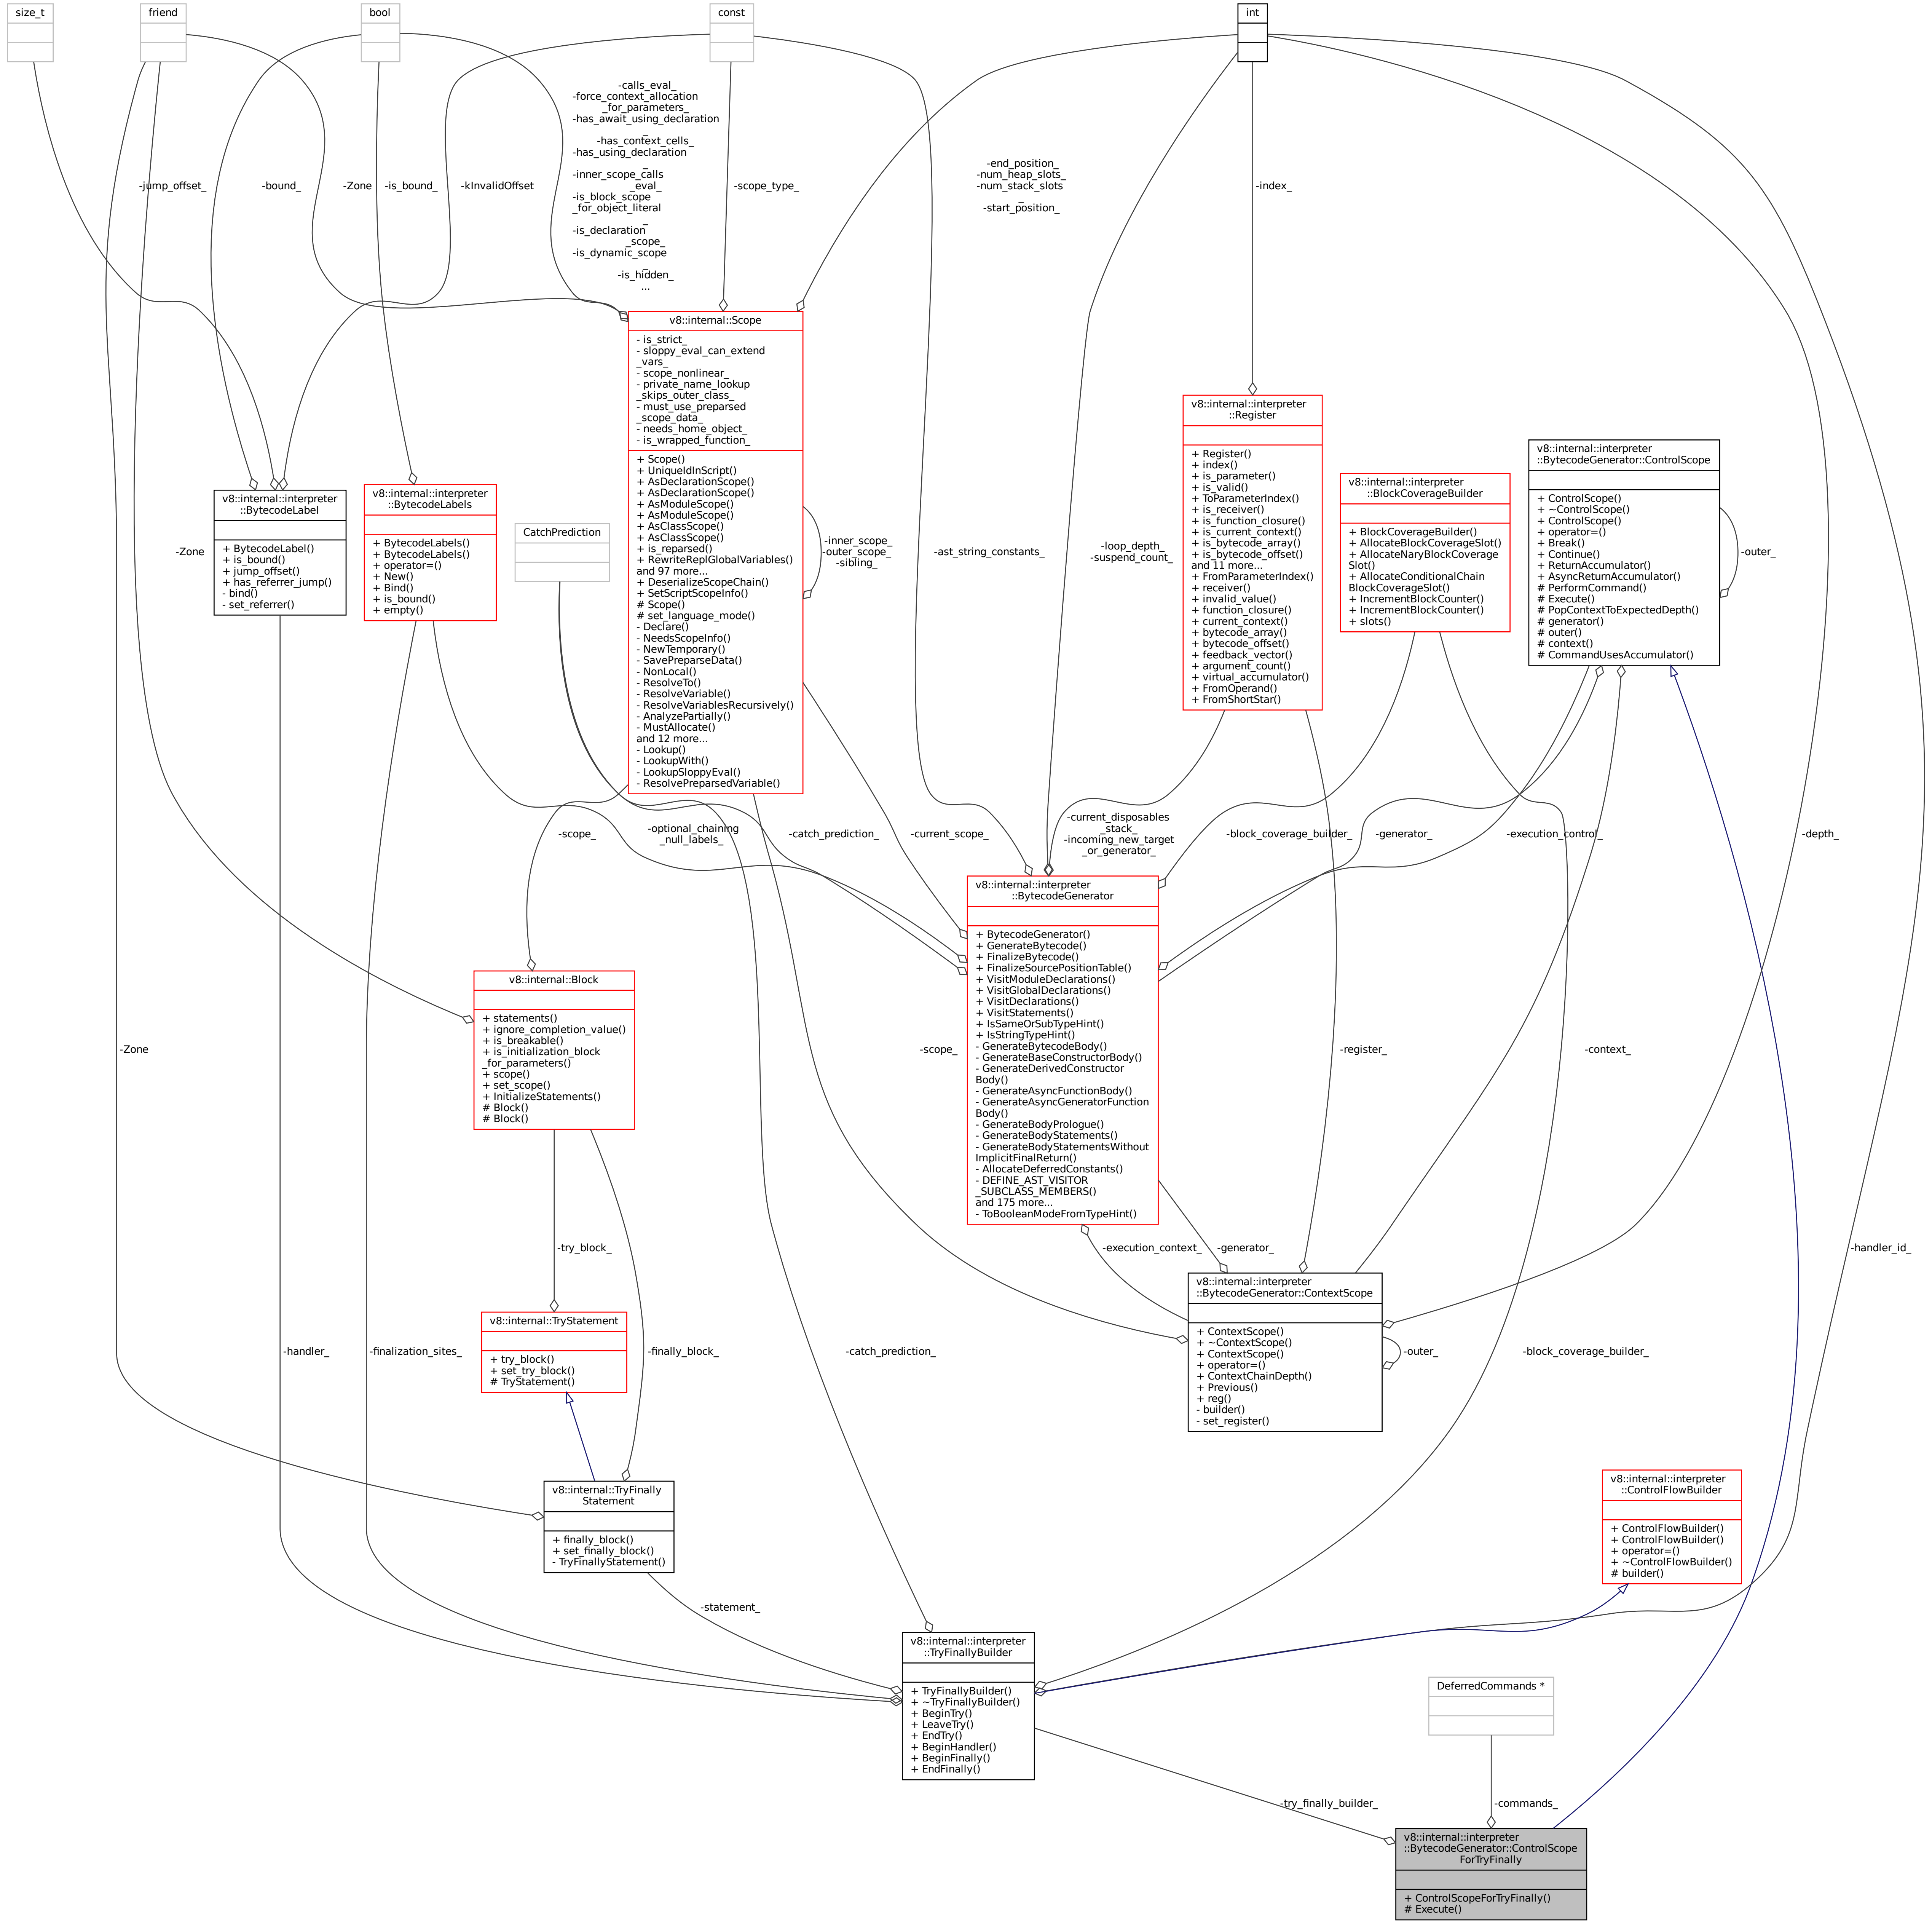 size_t
friend
bool
const
int
-calls_eval_
-force_context_allocation
_for_parameters_
-has_await_using_declaration
_
-has_context_cells_
-has_using_declaration
_
-inner_scope_calls
_eval_
-is_block_scope
_for_object_literal
_
-is_declaration
_scope_
-is_dynamic_scope
_
-is_hidden_
...
-end_position_
-num_heap_slots_
-num_stack_slots
_
-start_position_
-jump_offset_
-bound_
-Zone
-is_bound_
-kInvalidOffset
-scope_type_
-index_
v8::internal::Scope
- is_strict_
- sloppy_eval_can_extend
_vars_
- scope_nonlinear_
- private_name_lookup
_skips_outer_class_
- must_use_preparsed
_scope_data_
- needs_home_object_
- is_wrapped_function_
+ Scope()
+ UniqueIdInScript()
+ AsDeclarationScope()
+ AsDeclarationScope()
+ AsModuleScope()
+ AsModuleScope()
+ AsClassScope()
+ AsClassScope()
+ is_reparsed()
+ RewriteReplGlobalVariables()
and 97 more...
+ DeserializeScopeChain()
+ SetScriptScopeInfo()
# Scope()
# set_language_mode()
- Declare()
- NeedsScopeInfo()
- NewTemporary()
- SavePreparseData()
- NonLocal()
- ResolveTo()
- ResolveVariable()
- ResolveVariablesRecursively()
- AnalyzePartially()
- MustAllocate()
and 12 more...
- Lookup()
- LookupWith()
- LookupSloppyEval()
- ResolvePreparsedVariable()
v8::internal::interpreter
::Register
+ Register()
+ index()
+ is_parameter()
+ is_valid()
+ ToParameterIndex()
+ is_receiver()
+ is_function_closure()
+ is_current_context()
+ is_bytecode_array()
+ is_bytecode_offset()
and 11 more...
+ FromParameterIndex()
+ receiver()
+ invalid_value()
+ function_closure()
+ current_context()
+ bytecode_array()
+ bytecode_offset()
+ feedback_vector()
+ argument_count()
+ virtual_accumulator()
+ FromOperand()
+ FromShortStar()
v8::internal::interpreter
::BytecodeGenerator::ControlScope
+ ControlScope()
+ ~ControlScope()
+ ControlScope()
+ operator=()
+ Break()
+ Continue()
+ ReturnAccumulator()
+ AsyncReturnAccumulator()
# PerformCommand()
# Execute()
# PopContextToExpectedDepth()
# generator()
# outer()
# context()
# CommandUsesAccumulator()
v8::internal::interpreter
::BlockCoverageBuilder
+ BlockCoverageBuilder()
+ AllocateBlockCoverageSlot()
+ AllocateNaryBlockCoverage
Slot()
+ AllocateConditionalChain
BlockCoverageSlot()
+ IncrementBlockCounter()
+ IncrementBlockCounter()
+ slots()
v8::internal::interpreter
::BytecodeLabel
+ BytecodeLabel()
+ is_bound()
+ jump_offset()
+ has_referrer_jump()
- bind()
- set_referrer()
v8::internal::interpreter
::BytecodeLabels
+ BytecodeLabels()
+ BytecodeLabels()
+ operator=()
+ New()
+ Bind()
+ is_bound()
+ empty()
CatchPrediction
-Zone
-inner_scope_
-outer_scope_
-sibling_
-ast_string_constants_
-loop_depth_
-suspend_count_
-outer_
-scope_
-optional_chaining
_null_labels_
-catch_prediction_
-current_scope_
-current_disposables
_stack_
-incoming_new_target
_or_generator_
-block_coverage_builder_
-generator_
-execution_control_
-depth_
v8::internal::interpreter
::BytecodeGenerator
+ BytecodeGenerator()
+ GenerateBytecode()
+ FinalizeBytecode()
+ FinalizeSourcePositionTable()
+ VisitModuleDeclarations()
+ VisitGlobalDeclarations()
+ VisitDeclarations()
+ VisitStatements()
+ IsSameOrSubTypeHint()
+ IsStringTypeHint()
- GenerateBytecodeBody()
- GenerateBaseConstructorBody()
- GenerateDerivedConstructor
Body()
- GenerateAsyncFunctionBody()
- GenerateAsyncGeneratorFunction
Body()
- GenerateBodyPrologue()
- GenerateBodyStatements()
- GenerateBodyStatementsWithout
ImplicitFinalReturn()
- AllocateDeferredConstants()
- DEFINE_AST_VISITOR
_SUBCLASS_MEMBERS()
and 175 more...
- ToBooleanModeFromTypeHint()
v8::internal::Block
+ statements()
+ ignore_completion_value()
+ is_breakable()
+ is_initialization_block
_for_parameters()
+ scope()
+ set_scope()
+ InitializeStatements()
# Block()
# Block()
-Zone
-scope_
-register_
-context_
-try_block_
-execution_context_
-generator_
-handler_id_
v8::internal::interpreter
::BytecodeGenerator::ContextScope
+ ContextScope()
+ ~ContextScope()
+ ContextScope()
+ operator=()
+ ContextChainDepth()
+ Previous()
+ reg()
- builder()
- set_register()
v8::internal::TryStatement
+ try_block()
+ set_try_block()
# TryStatement()
-handler_
-finalization_sites_
-finally_block_
-catch_prediction_
-outer_
-block_coverage_builder_
v8::internal::TryFinally
Statement
+ finally_block()
+ set_finally_block()
- TryFinallyStatement()
v8::internal::interpreter
::ControlFlowBuilder
+ ControlFlowBuilder()
+ ControlFlowBuilder()
+ operator=()
+ ~ControlFlowBuilder()
# builder()
-statement_
v8::internal::interpreter
::TryFinallyBuilder
+ TryFinallyBuilder()
+ ~TryFinallyBuilder()
+ BeginTry()
+ LeaveTry()
+ EndTry()
+ BeginHandler()
+ BeginFinally()
+ EndFinally()
DeferredCommands *
-try_finally_builder_
-commands_
v8::internal::interpreter
::BytecodeGenerator::ControlScope
ForTryFinally
+ ControlScopeForTryFinally()
# Execute()